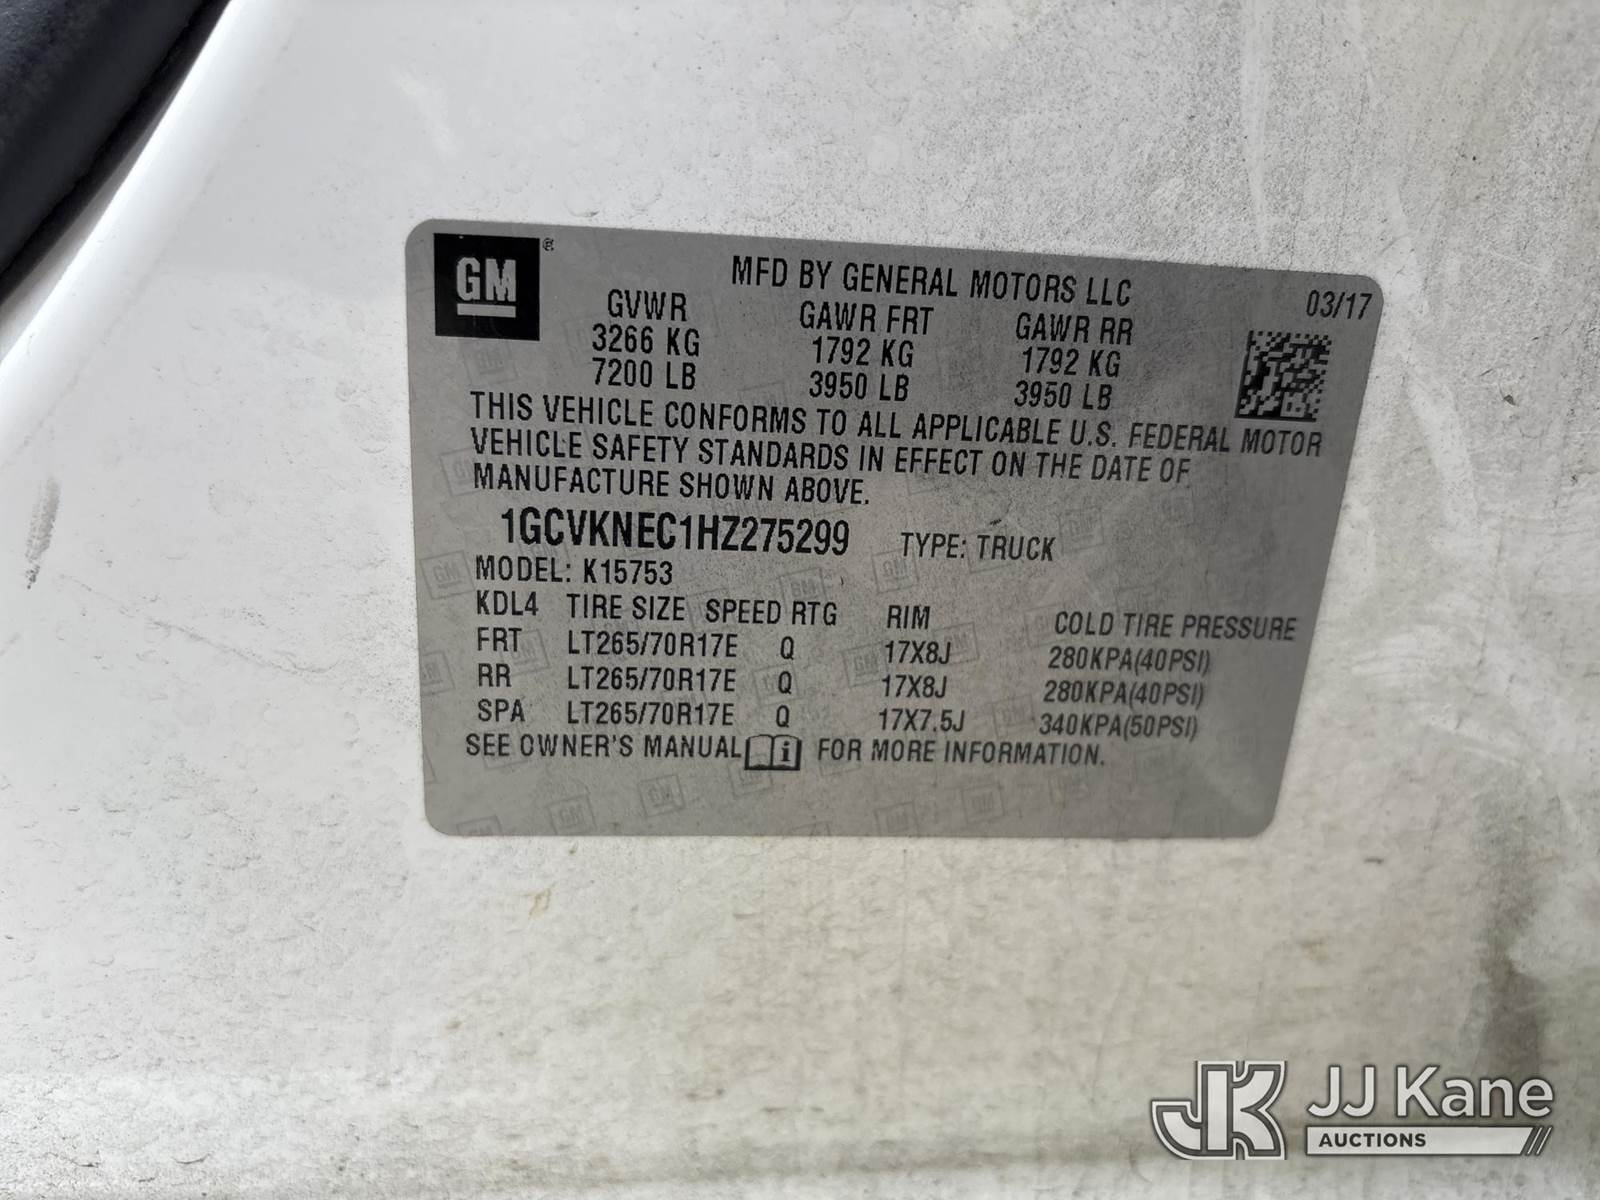 GM ®
MFD BY GENERAL MOTORS LLC 03/17
GVWR GAWR FRT GAWR RR
3266 KG 1792 KG 1792 KG
7200 LB 3950 LB 3950 LB
THIS VEHICLE CONFORMS TO ALL APPLICABLE U.S. FEDERAL MOTOR
VEHICLE SAFETY STANDARDS IN EFFECT ON THE DATE OF
MANUFACTURE SHOWN ABOVE.
1GCVKNEC1HZ275299 TYPE: TRUCK
MODEL: K15753
KDL4 TIRE SIZE SPEED RTG RIM COLD TIRE PRESSURE
FRT LT265/70R17E Q 17X8J 280KPA(40PSI)
RR LT265/70R17E Q 17X8J 280KPA(40PSI)
SPA LT265/70R17E Q 17X7.5J 340KPA(50PSI)
SEE OWNER'S MANUAL i FOR MORE INFORMATION.
JK JJ Kane
AUCTIONS